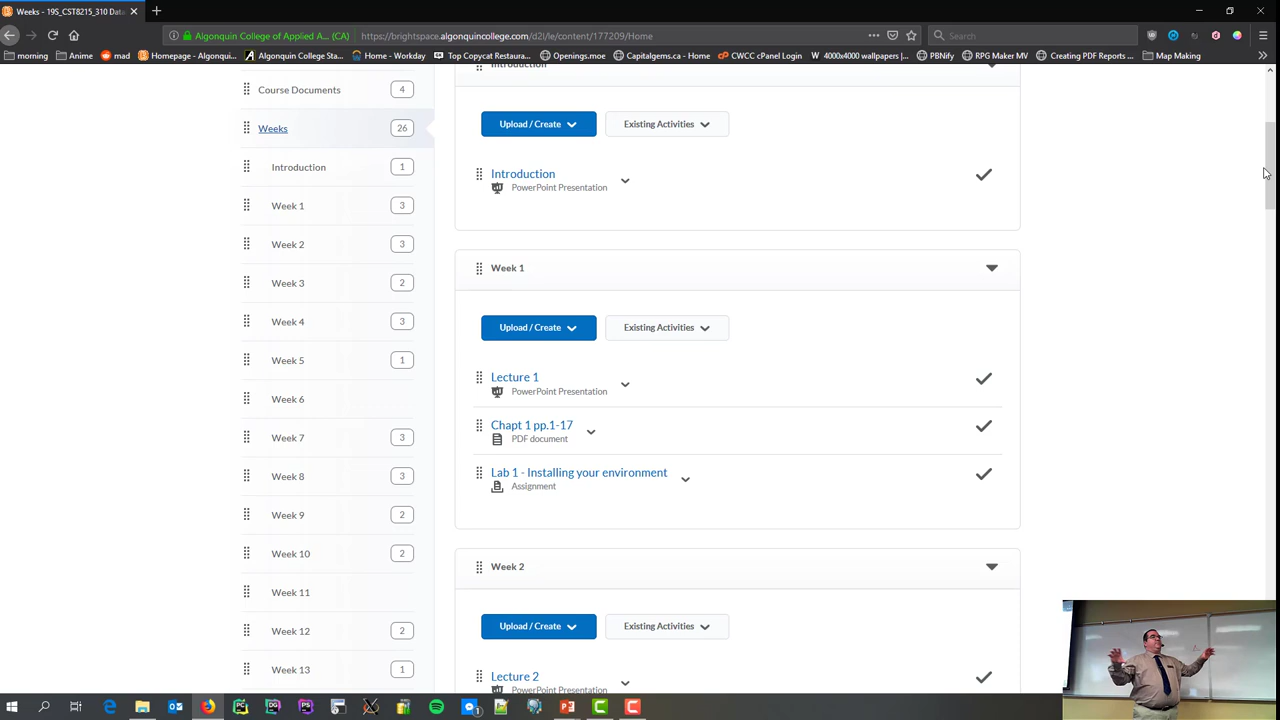 Weeks - 19S_CST8215_310 Data
Algonquin College of Applied A... (CA)
https://brightspace.algonquincollege.com/d2l/le/content/177209/Home
Search
morning
Anime
mad
Homepage - Algonqui...
Algonquin College Sta...
Home - Workday
Top Copycat Restaura...
Openings.moe
Capitalgems.ca - Home
CWCC cPanel Login
4000x4000 wallpapers |...
PBNify
RPG Maker MV
Creating PDF Reports ...
Map Making
Course Documents
4
Weeks
26
Introduction
1
Week 1
3
Week 2
3
Week 3
2
Week 4
3
Week 5
1
Week 6
Week 7
3
Week 8
3
Week 9
2
Week 10
2
Week 11
Week 12
2
Week 13
1
Introduction
Upload / Create
Existing Activities
Introduction
PowerPoint Presentation
Week 1
Upload / Create
Existing Activities
Lecture 1
PowerPoint Presentation
Chapt 1 pp.1-17
PDF document
Lab 1 - Installing your environment
Assignment
Week 2
Upload / Create
Existing Activities
Lecture 2
PowerPoint Presentation